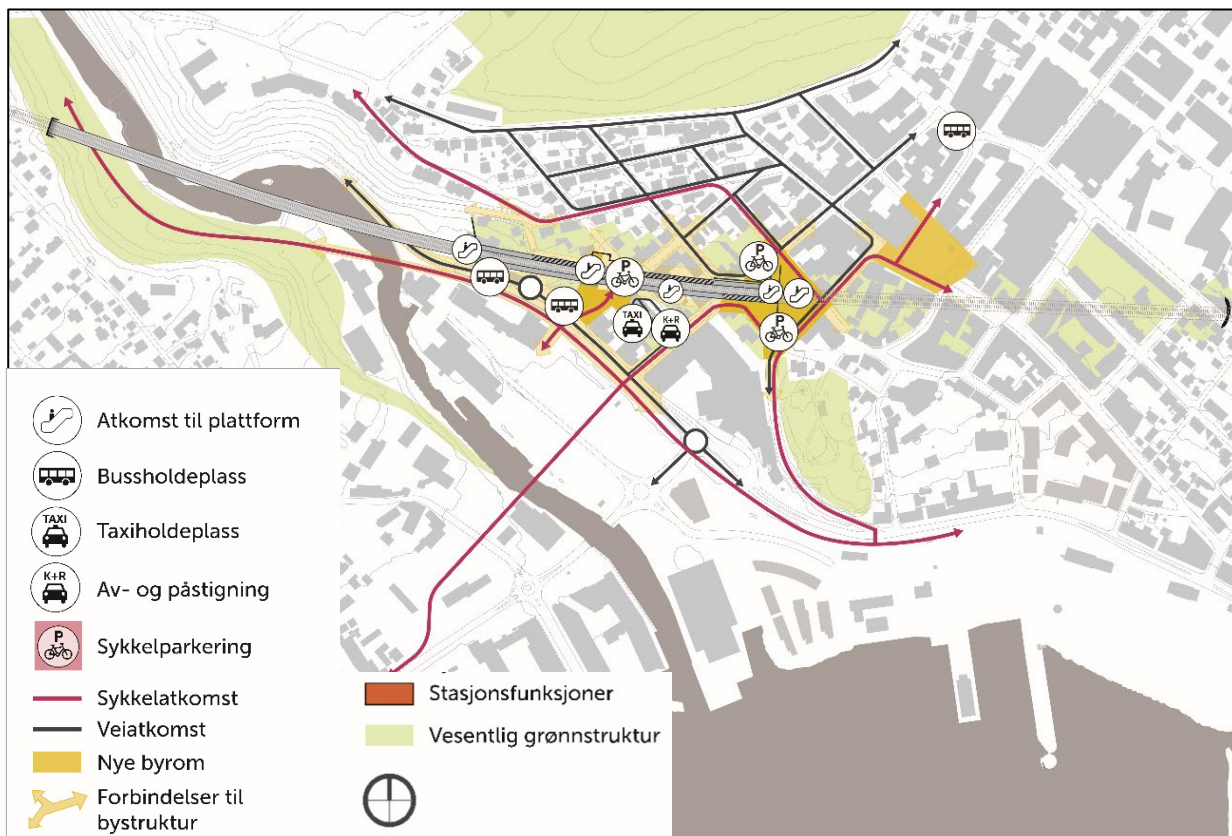 TAXI
K+R
P
P
P
Atkomst til plattform
Bussholdeplass
TAXI
Taxiholdeplass
K+R
Av- og påstigning
P
Sykkelparkering
Sykkelatkomst
Veiatkomst
Nye byrom
Forbindelser til
bystruktur
Stasjonsfunksjoner
Vesentlig grønnstruktur